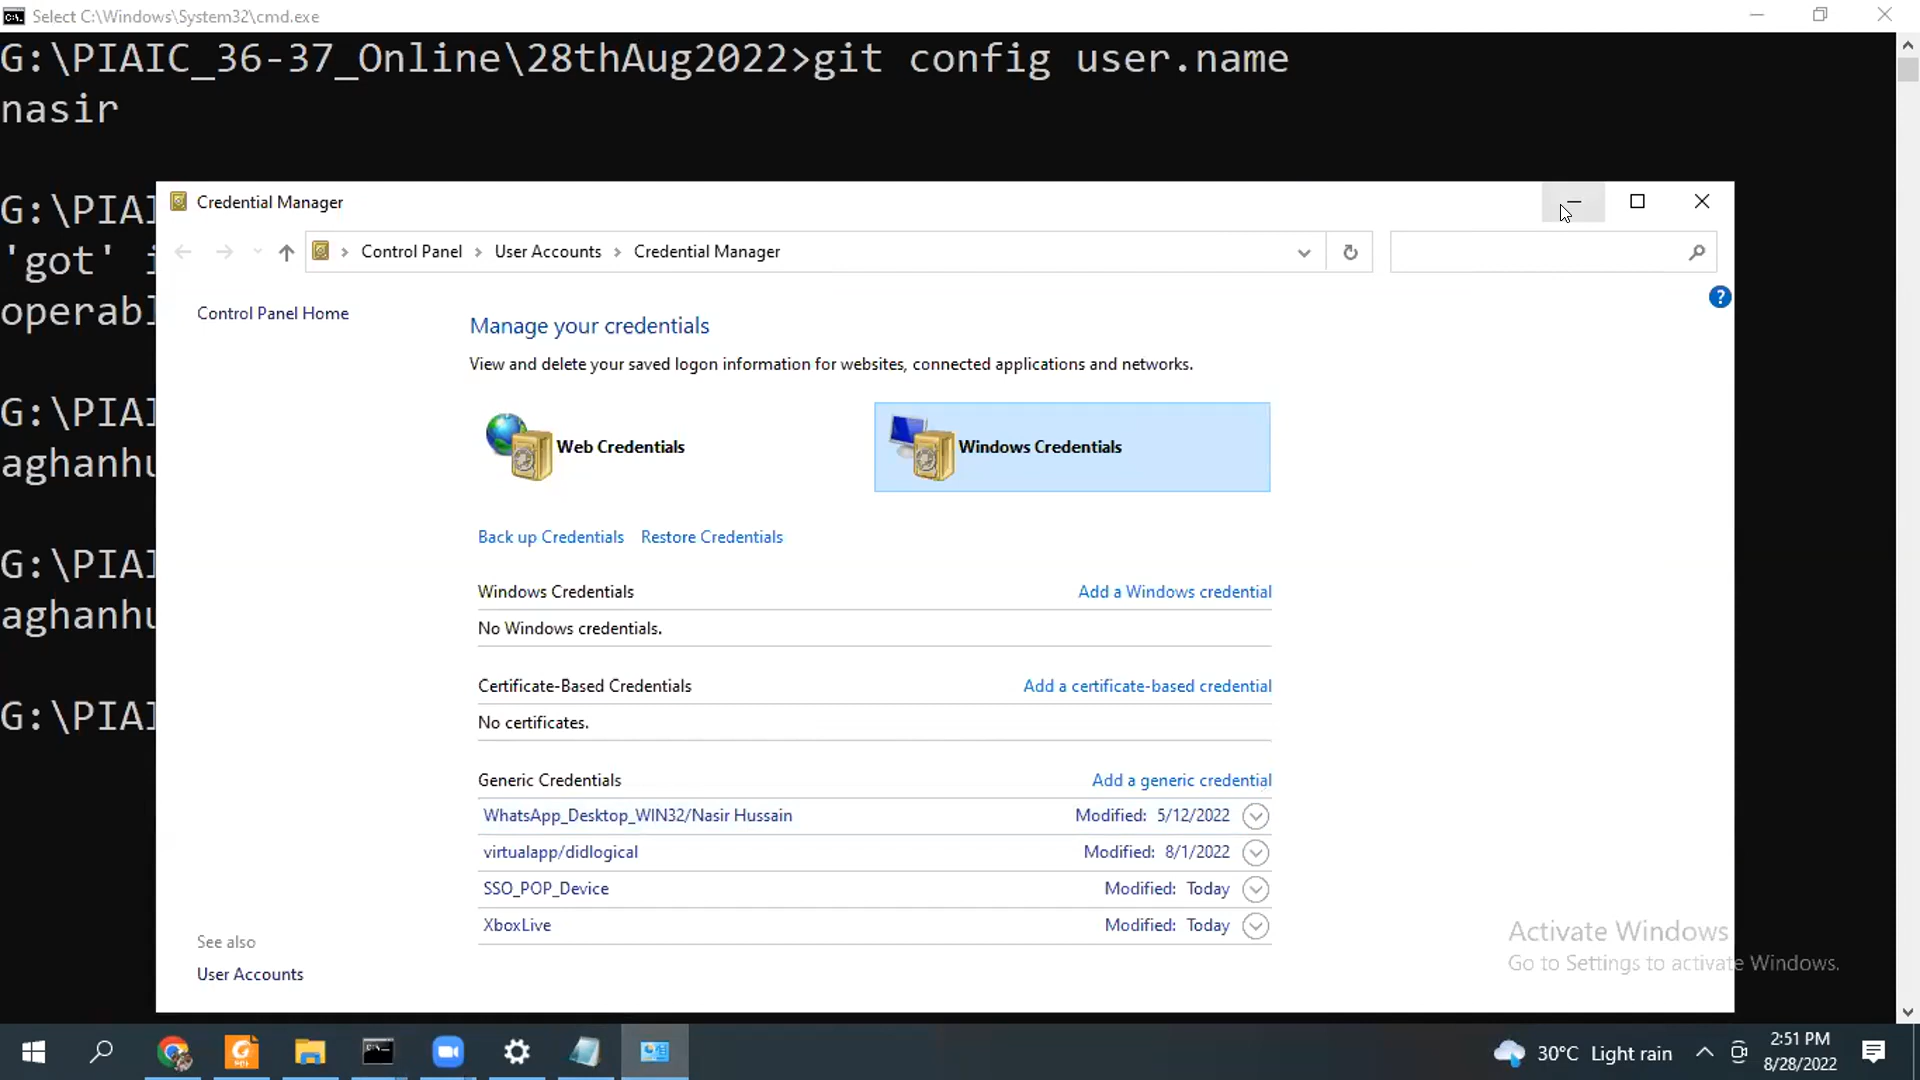 Select C:\Windows\System32\cmd.exe
G:\PIAIC_36-37_Online\28thAug2022>git config user.name
nasir
G:\PIAI
'got' i
operabl
G:\PIAI
aghanhu
G:\PIAI
aghanhu
G:\PIAI
Credential Manager
Control Panel > User Accounts > Credential Manager
Control Panel Home
Manage your credentials
View and delete your saved logon information for websites, connected applications and networks.
Web Credentials
Windows Credentials
Back up Credentials Restore Credentials
Windows Credentials Add a Windows credential
No Windows credentials.
Certificate-Based Credentials Add a certificate-based credential
No certificates.
Generic Credentials Add a generic credential
WhatsApp_Desktop_WIN32/Nasir Hussain Modified: 5/12/2022
virtualapp/didlogical Modified: 8/1/2022
SSO_POP_Device Modified: Today
XboxLive Modified: Today
See also
User Accounts
Activate Windows
Go to Settings to activate Windows.
30°C Light rain
2:51 PM
8/28/2022